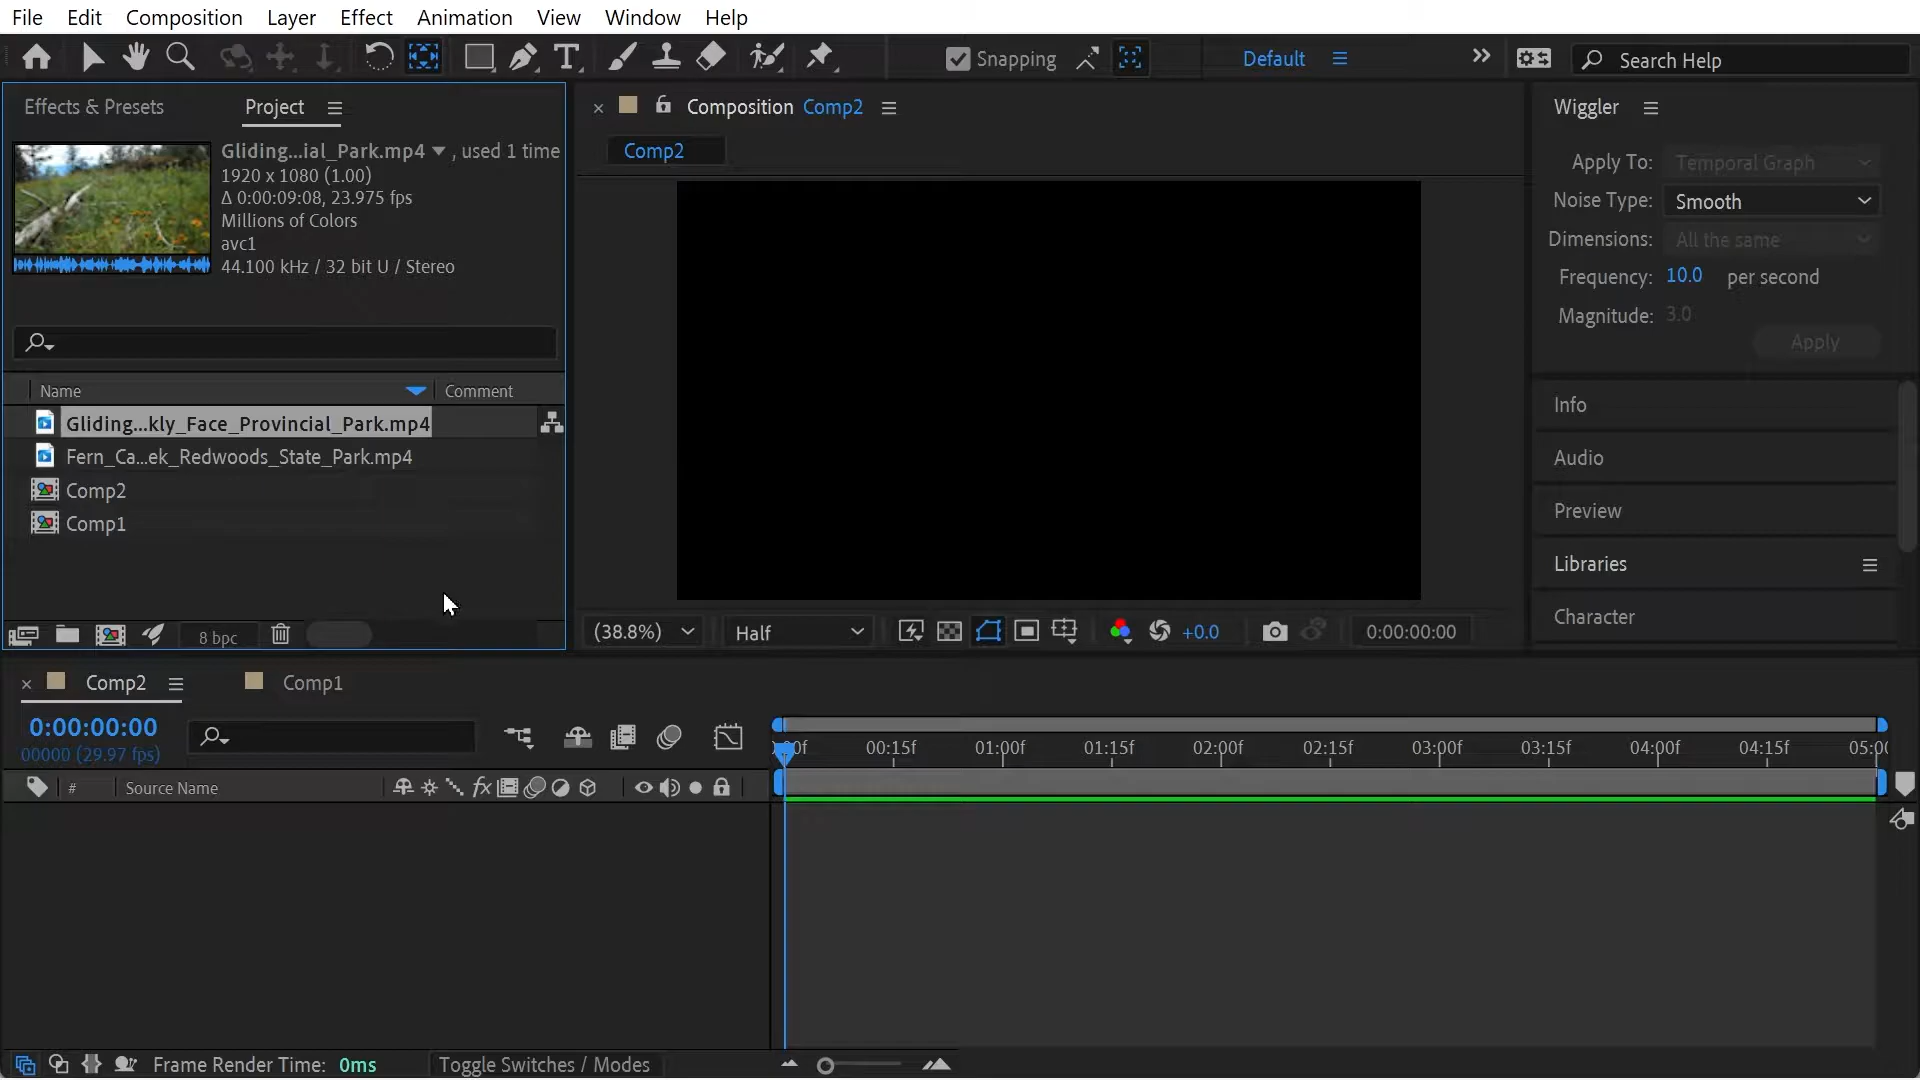 File Edit Composition Layer Effect Animation View Window Help
Snapping
Default
Search Help
Effects & Presets
Project
Gliding...ial_Park.mp4 , used 1 time
1920 x 1080 (1.00)
Δ 0:00:09:08, 23.975 fps
Millions of Colors
avc1
44.100 kHz / 32 bit U / Stereo
Name Comment
Gliding...kly_Face_Provincial_Park.mp4
Fern_Ca...ek_Redwoods_State_Park.mp4
Comp2
Comp1
8 bpc
Composition Comp2
Comp2
(38.8%) Half +0.0 0:00:00:00
Wiggler
Apply To: Temporal Graph
Noise Type: Smooth
Dimensions: All the same
Frequency: 10.0 per second
Magnitude: 3.0
Apply
Info
Audio
Preview
Libraries
Character
Comp2 Comp1
0:00:00:00
00000 (29.97 fps)
00:15f 01:00f 01:15f 02:00f 02:15f 03:00f 03:15f 04:00f 04:15f
# Source Name fx
Frame Render Time: 0ms Toggle Switches / Modes